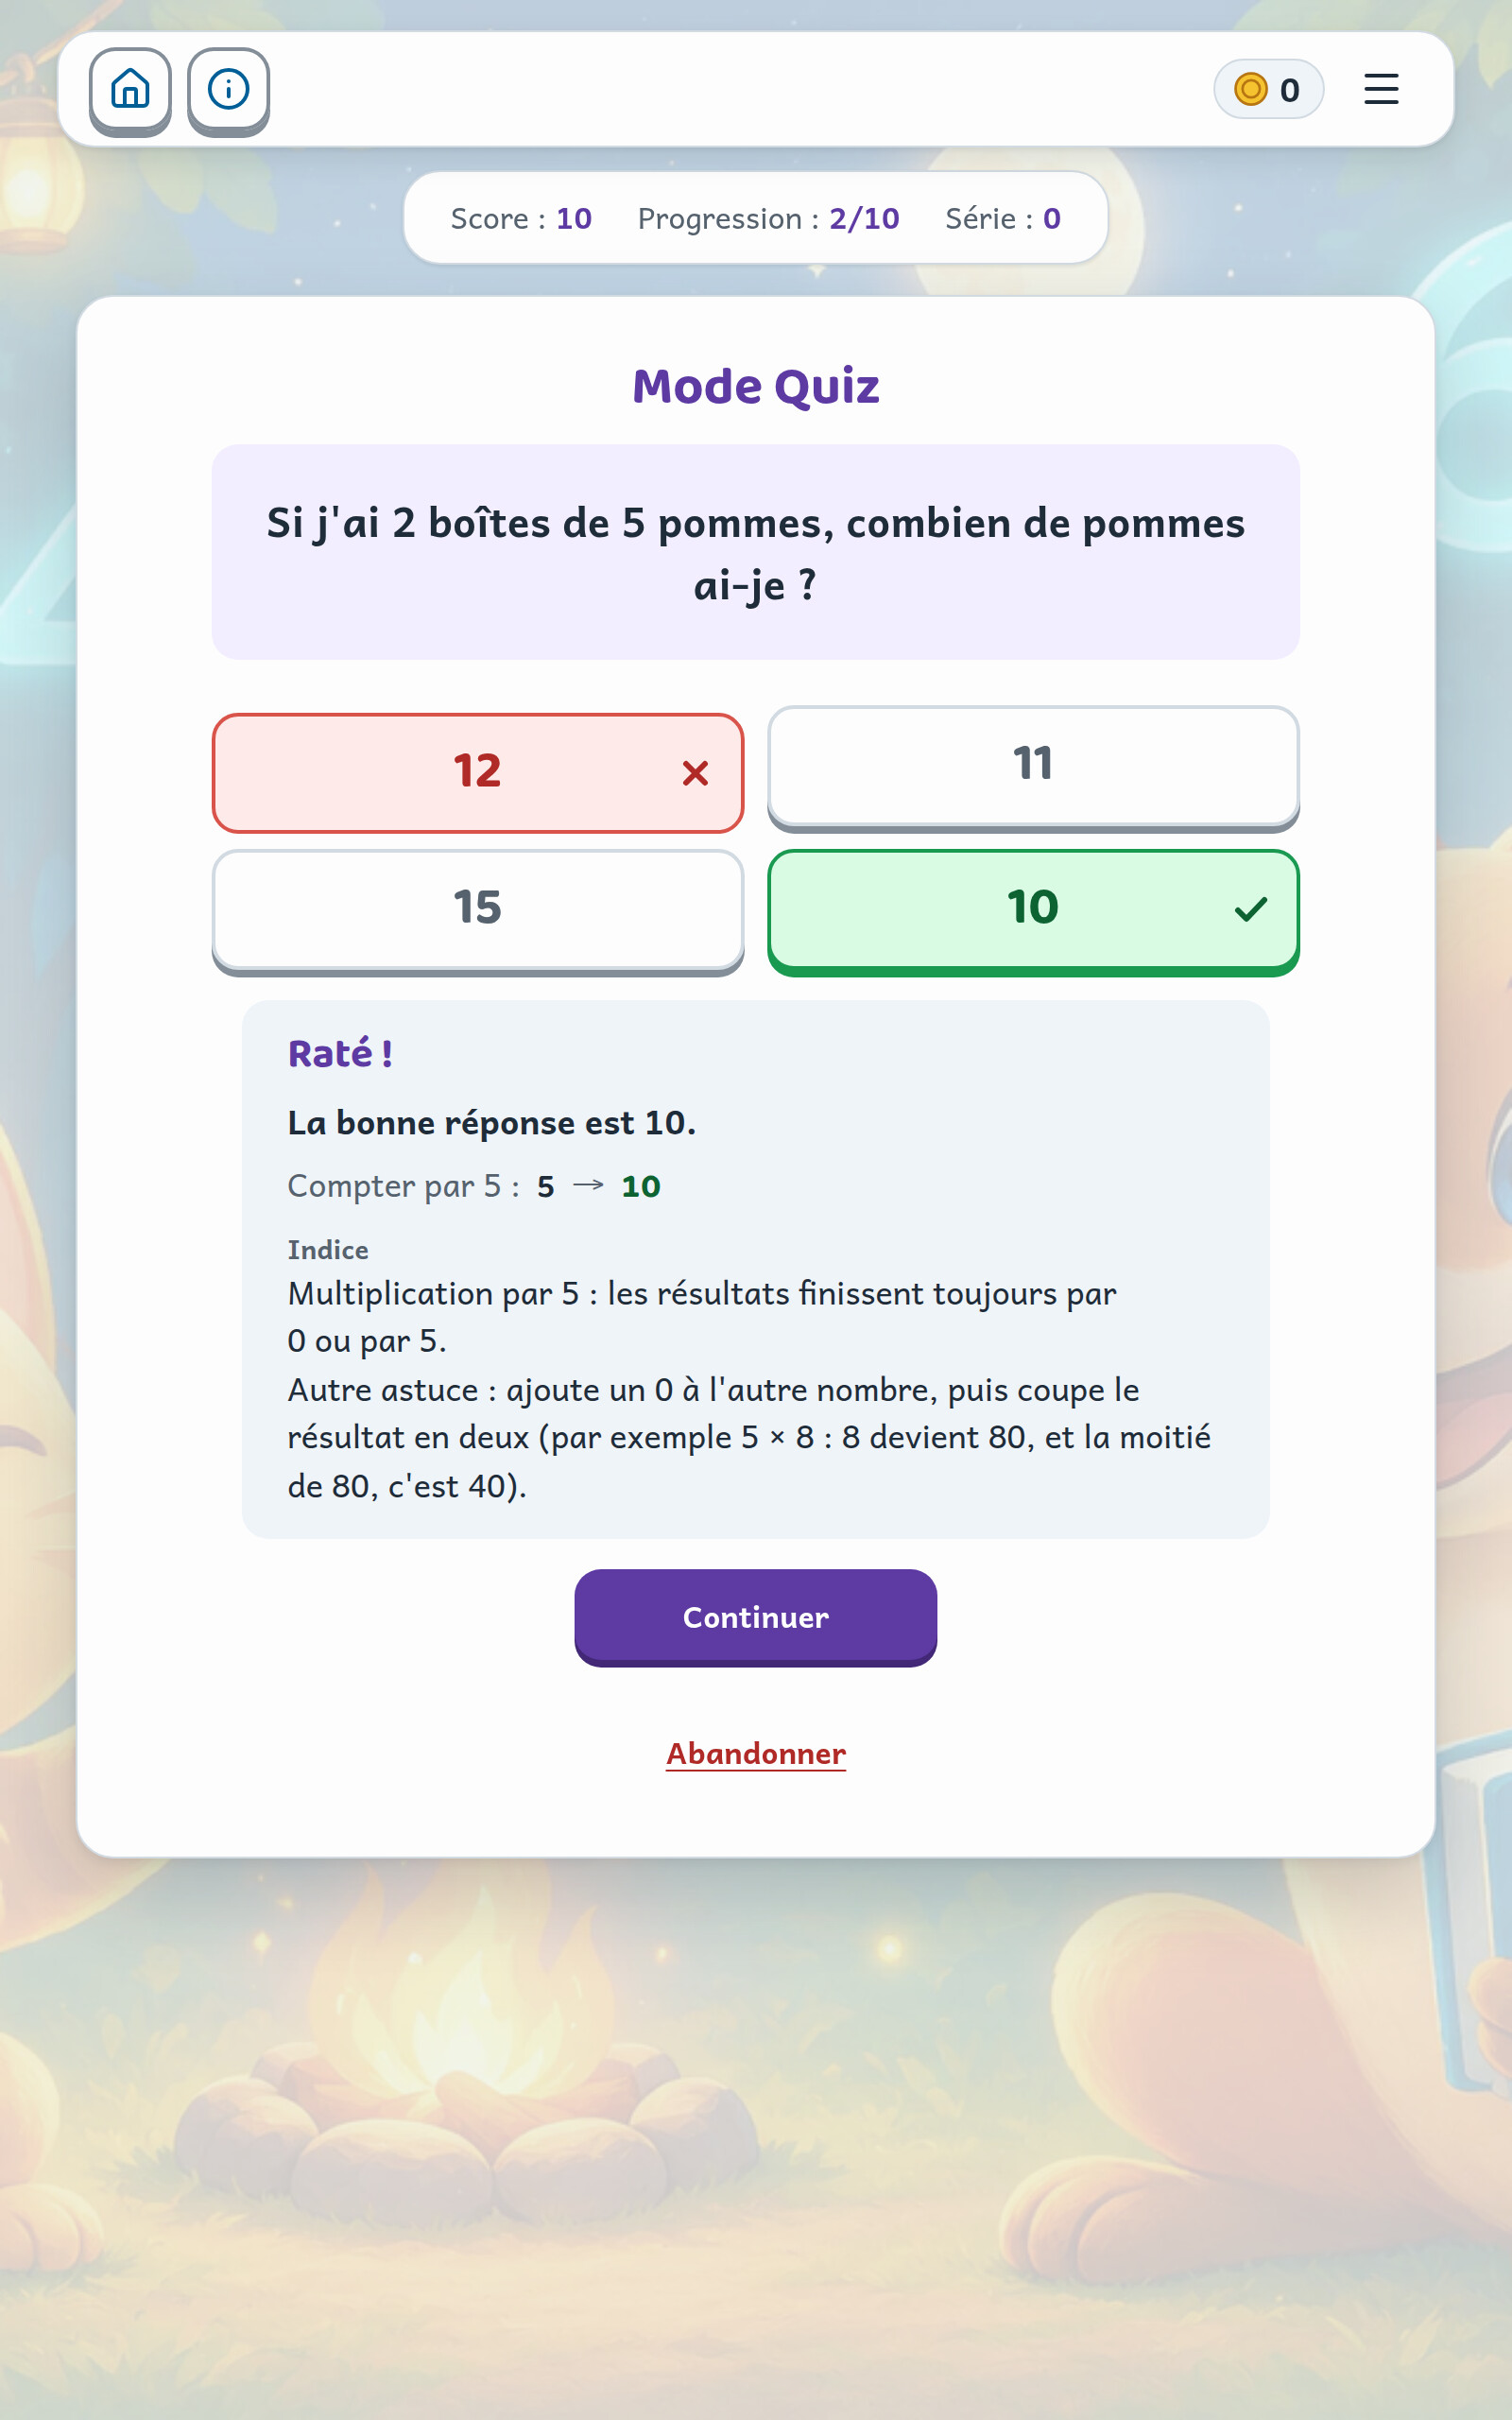 0
Score : 10 Progression : 2/10 Série : 0
Mode Quiz
Si j'ai 2 boîtes de 5 pommes, combien de pommes
ai-je ?
12
11
15
10
Raté !
La bonne réponse est 10.
Compter par 5 : 5 → 10
Indice
Multiplication par 5 : les résultats finissent toujours par
0 ou par 5.
Autre astuce : ajoute un 0 à l'autre nombre, puis coupe le
résultat en deux (par exemple 5 × 8 : 8 devient 80, et la moitié
de 80, c'est 40).
Continuer
Abandonner